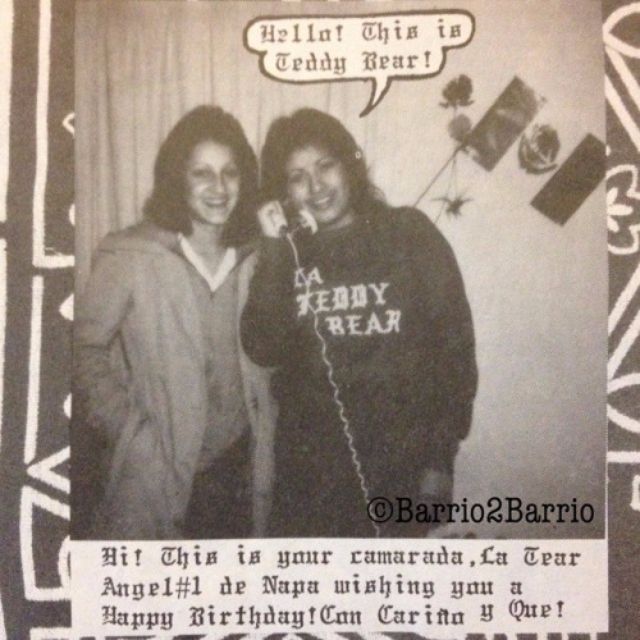 Hello! This is
Teddy Bear!
LA
TEDDY
BEAR
©Barrio2Barrio
Hi! This is your camarada,La Tear
Angel#1 de Napa wishing you a
Happy Birthday!Con Cariño y Que!